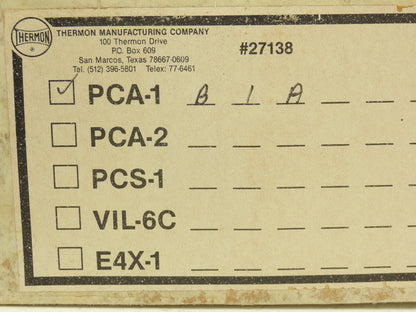 THERMON
THERMON MANUFACTURING COMPANY
100 Thermon Drive
P.O. Box 609
San Marcos, Texas 78667-0609
Tel. (512) 396-5801 Telex: 77-6461
#27138
☑ PCA-1 B 1 A
☐ PCA-2
☐ PCS-1
☐ VIL-6C
☐ E4X-1